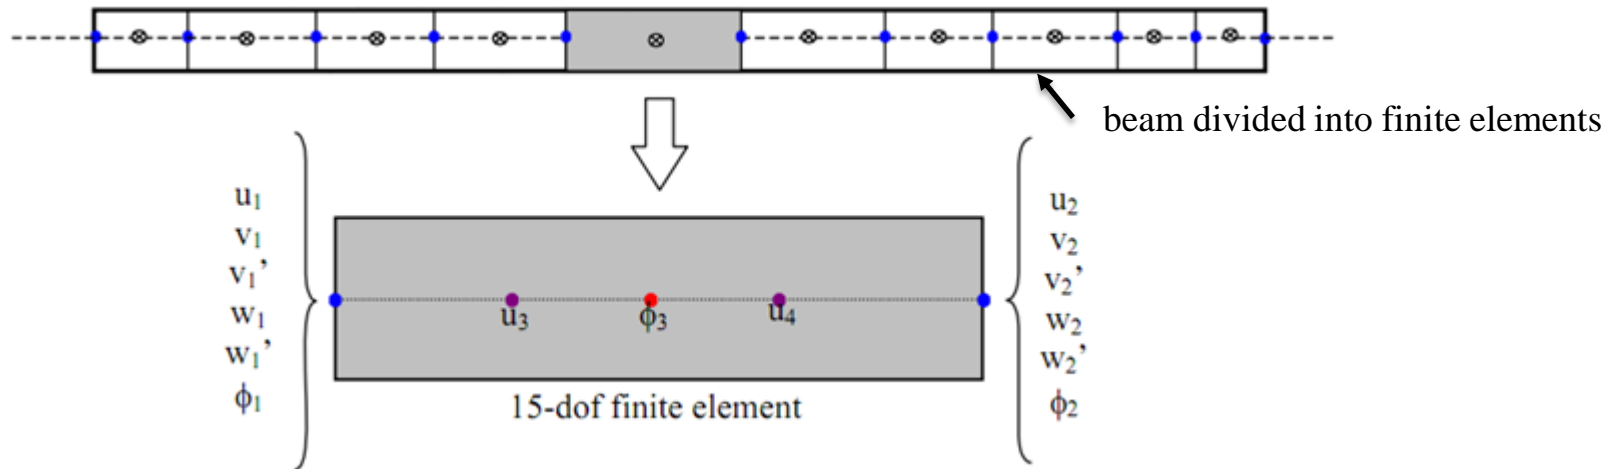 beam divided into finite elements
u₁
v₁
v₁’
w₁
w₁’
ϕ₁
u₃
ϕ₃
u₄
15-dof finite element
u₂
v₂
v₂’
w₂
w₂’
ϕ₂